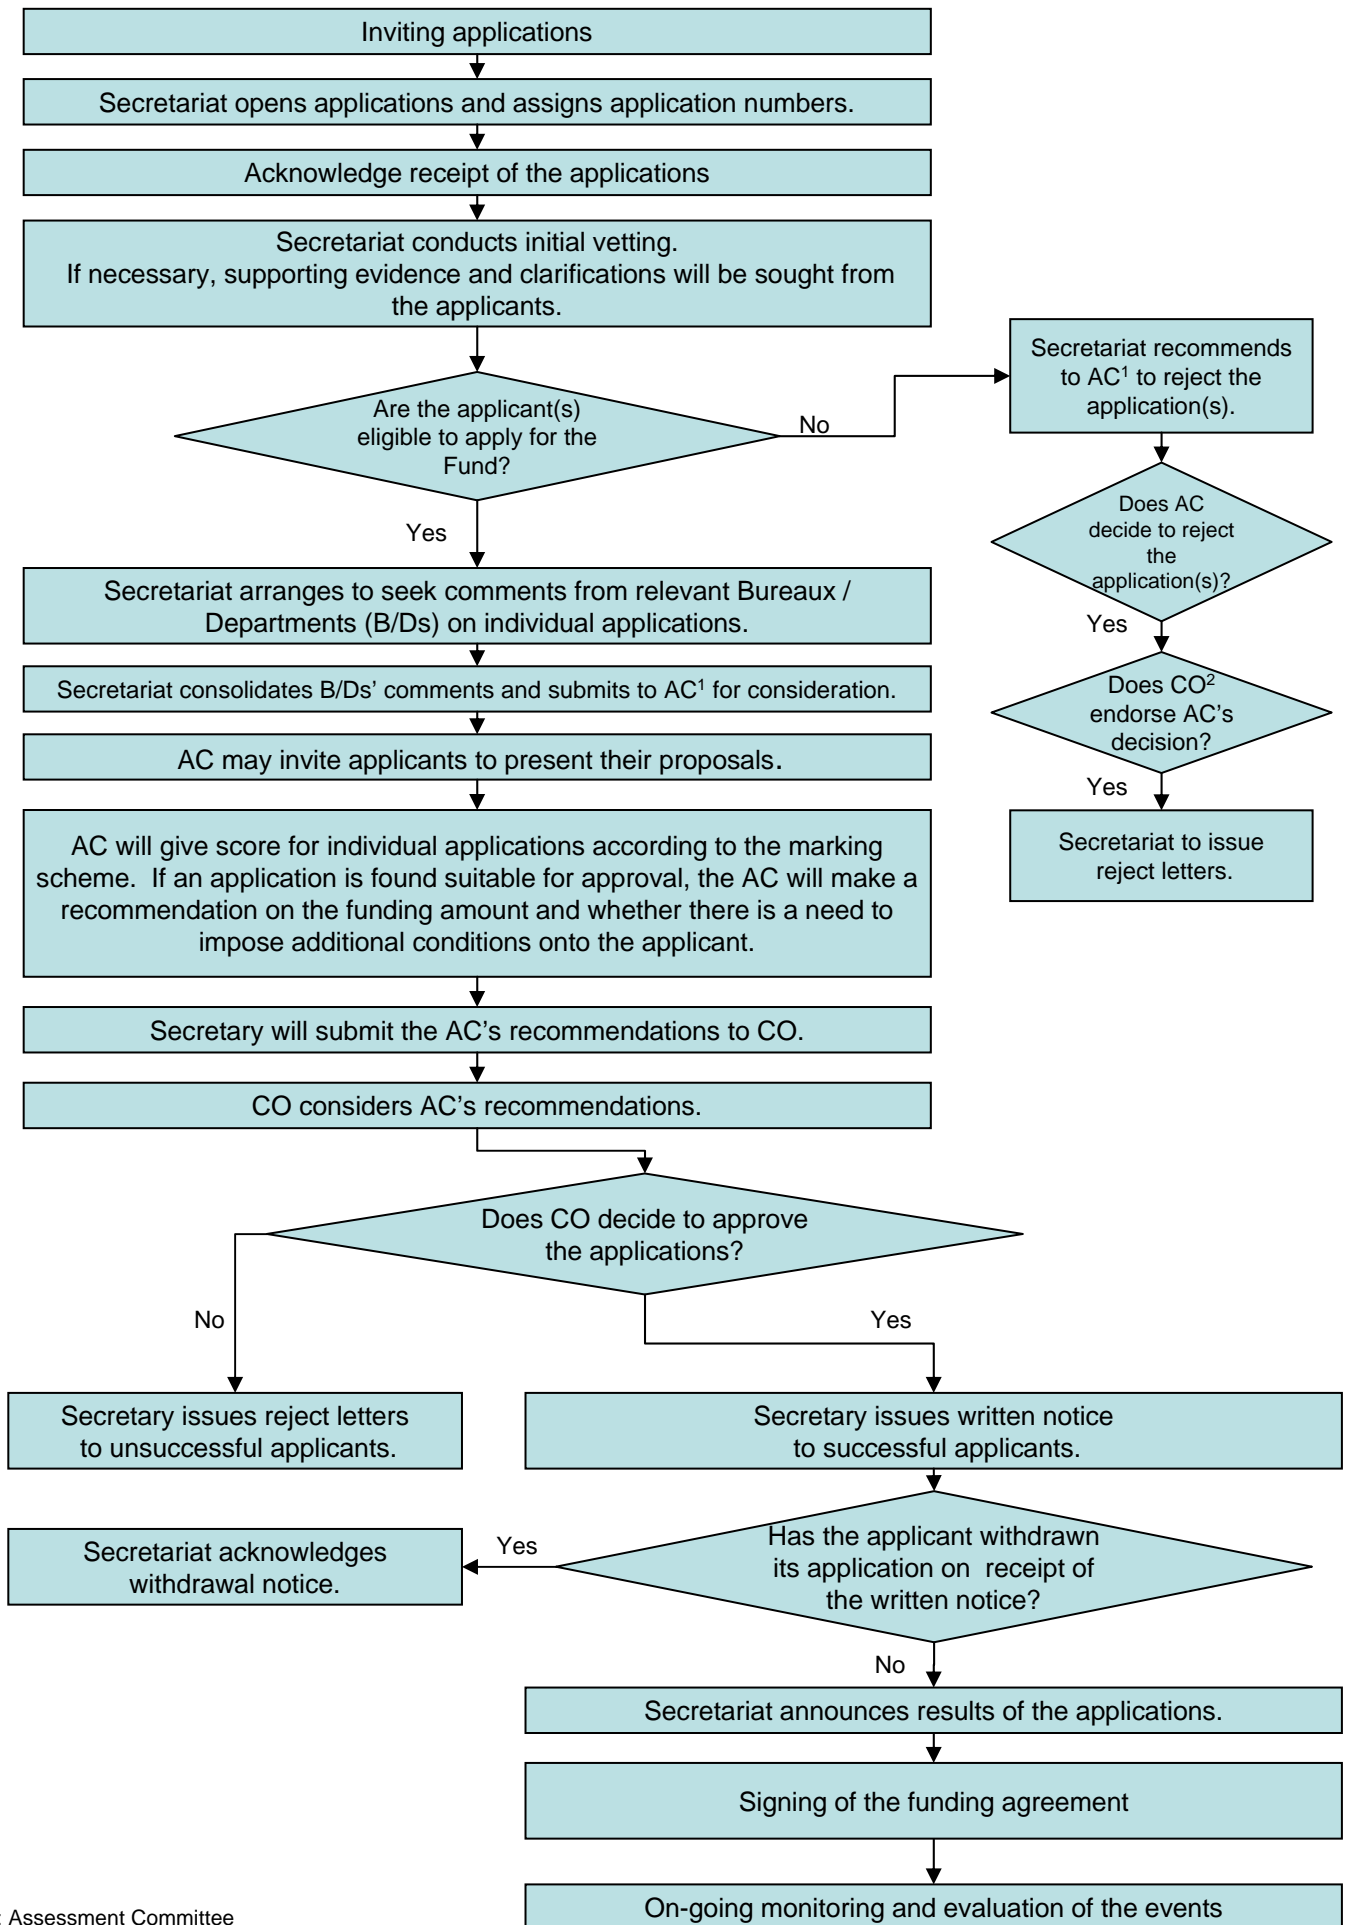 Inviting applications
Secretariat opens applications and assigns application numbers.
Acknowledge receipt of the applications
Secretariat conducts initial vetting.
If necessary, supporting evidence and clarifications will be sought from
the applicants.
Are the applicant(s)
eligible to apply for the
Fund?
No
Secretariat recommends
to AC¹ to reject the
application(s).
Does AC
decide to reject
the
application(s)?
Yes
Does CO²
endorse AC's
decision?
Yes
Secretariat to issue
reject letters.
Yes
Secretariat arranges to seek comments from relevant Bureaux /
Departments (B/Ds) on individual applications.
Secretariat consolidates B/Ds’ comments and submits to AC¹ for consideration.
AC may invite applicants to present their proposals.
AC will give score for individual applications according to the marking
scheme. If an application is found suitable for approval, the AC will make a
recommendation on the funding amount and whether there is a need to
impose additional conditions onto the applicant.
Secretary will submit the AC’s recommendations to CO.
CO considers AC’s recommendations.
Does CO decide to approve
the applications?
No
Yes
Secretary issues reject letters
to unsuccessful applicants.
Secretary issues written notice
to successful applicants.
Has the applicant withdrawn
its application on receipt of
the written notice?
Yes
Secretariat acknowledges
withdrawal notice.
No
Secretariat announces results of the applications.
Signing of the funding agreement
On-going monitoring and evaluation of the events
: Assessment Committee